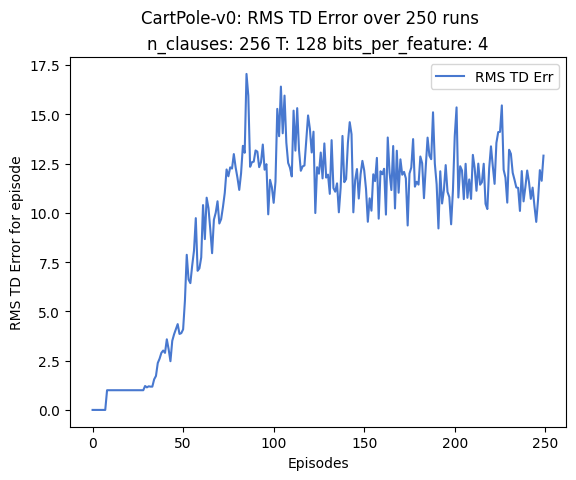 CartPole-v0: RMS TD Error over 250 runs
n_clauses: 256 T: 128 bits_per_feature: 4
RMS TD Err
17.5
15.0
12.5
10.0
7.5
5.0
2.5
0.0
RMS TD Error for episode
0 50 100 150 200 250
Episodes